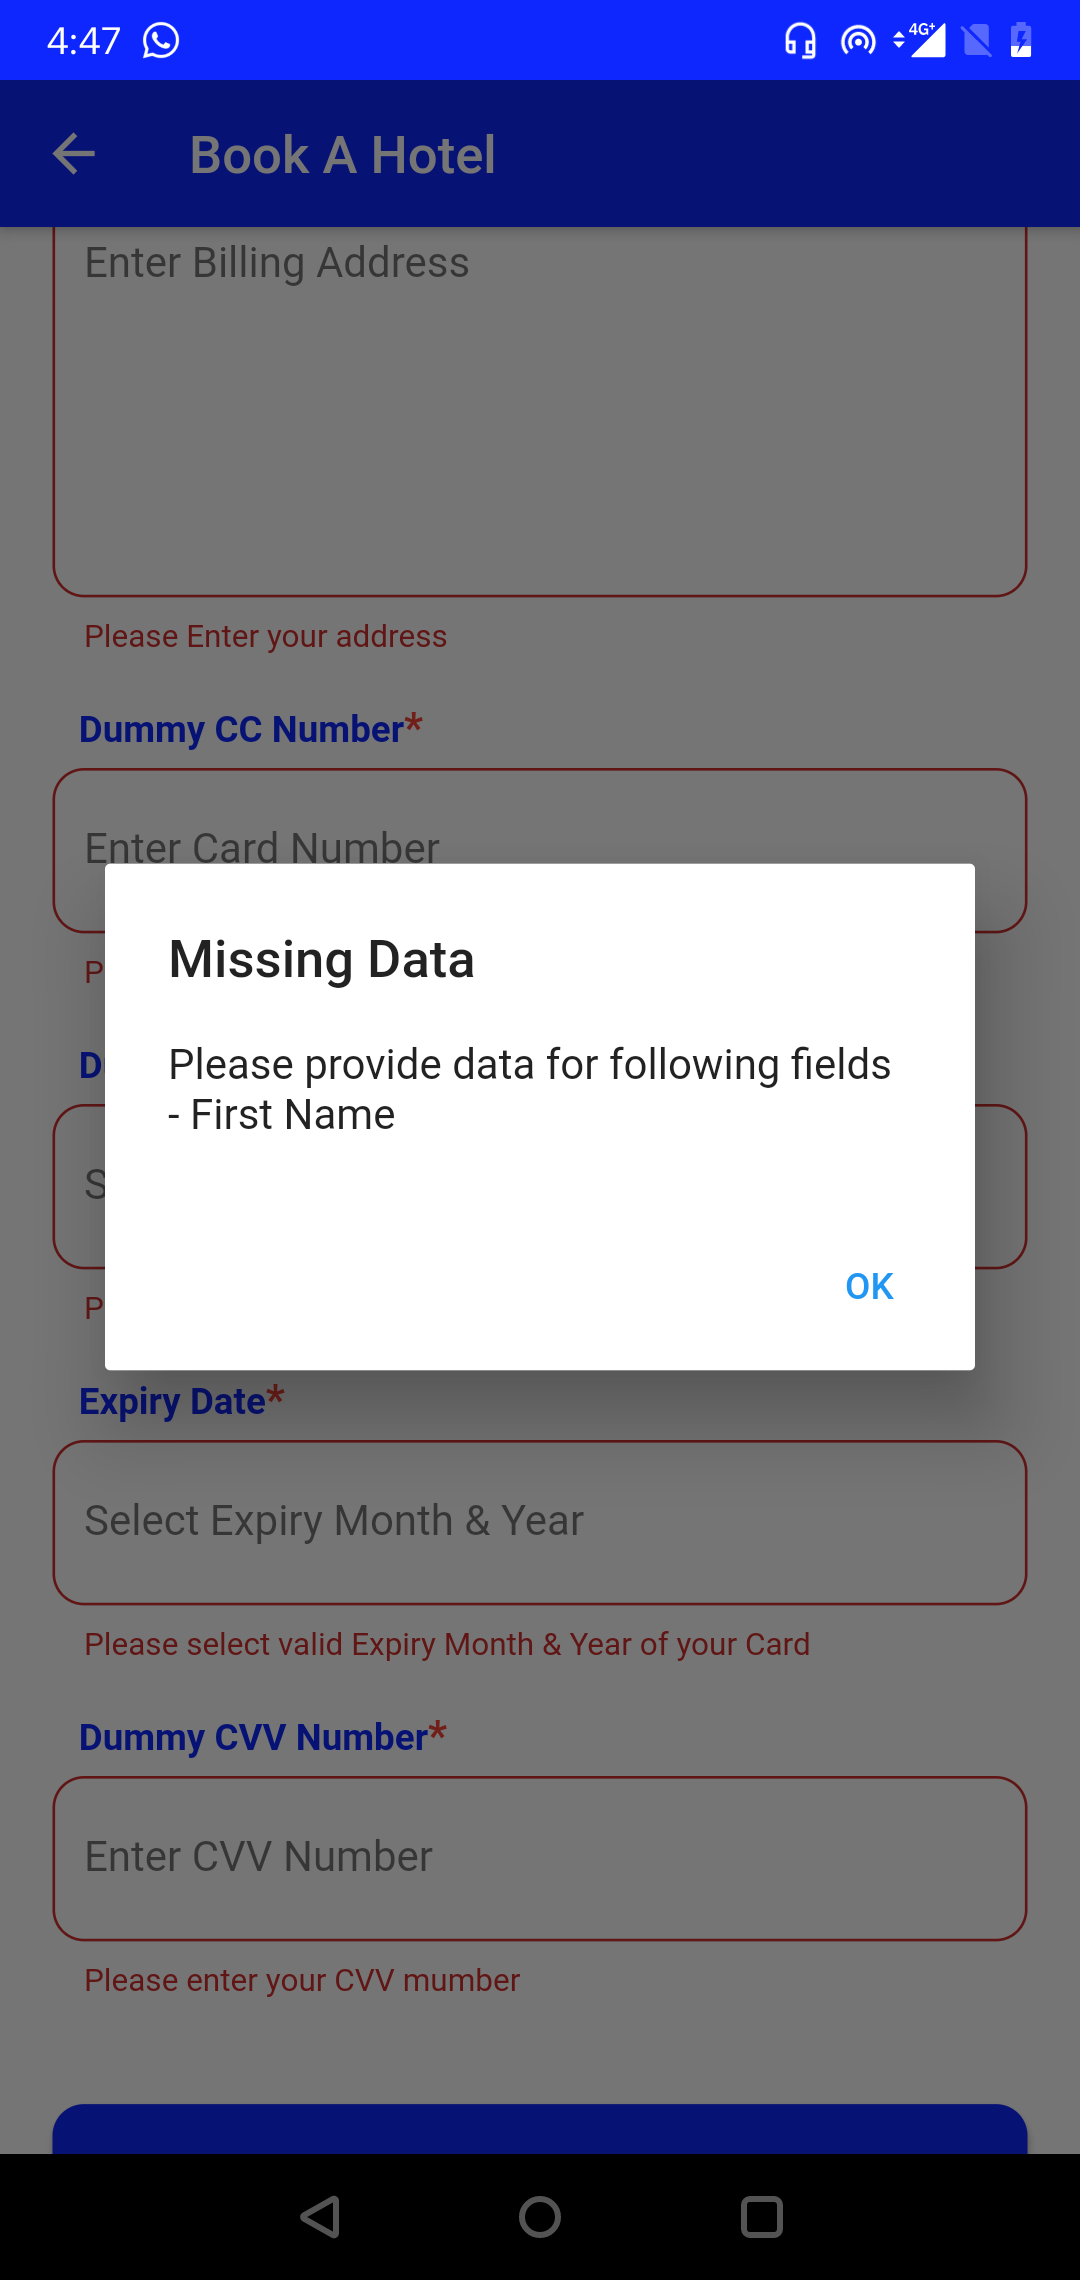 4:47
4G+
Book A Hotel
Enter Billing Address
Please Enter your address
Dummy CC Number*
Enter Card Number
Missing Data
Please provide data for following fields
- First Name
OK
Expiry Date*
Select Expiry Month & Year
Please select valid Expiry Month & Year of your Card
Dummy CVV Number*
Enter CVV Number
Please enter your CVV mumber